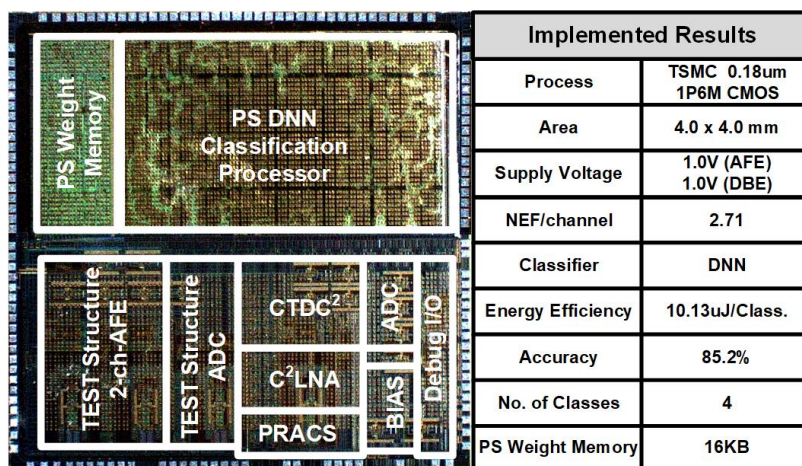 PS Weight
Memory
PS DNN
Classification
Processor
TEST Structure
2-ch-AFE
TEST Structure
ADC
CTDC²
C²LNA
PRACS
ADC
BIAS
Debug I/O
Implemented Results
Process
TSMC 0.18um
1P6M CMOS
Area
4.0 x 4.0 mm
Supply Voltage
1.0V (AFE)
1.0V (DBE)
NEF/channel
2.71
Classifier
DNN
Energy Efficiency
10.13uJ/Class.
Accuracy
85.2%
No. of Classes
4
PS Weight Memory
16KB